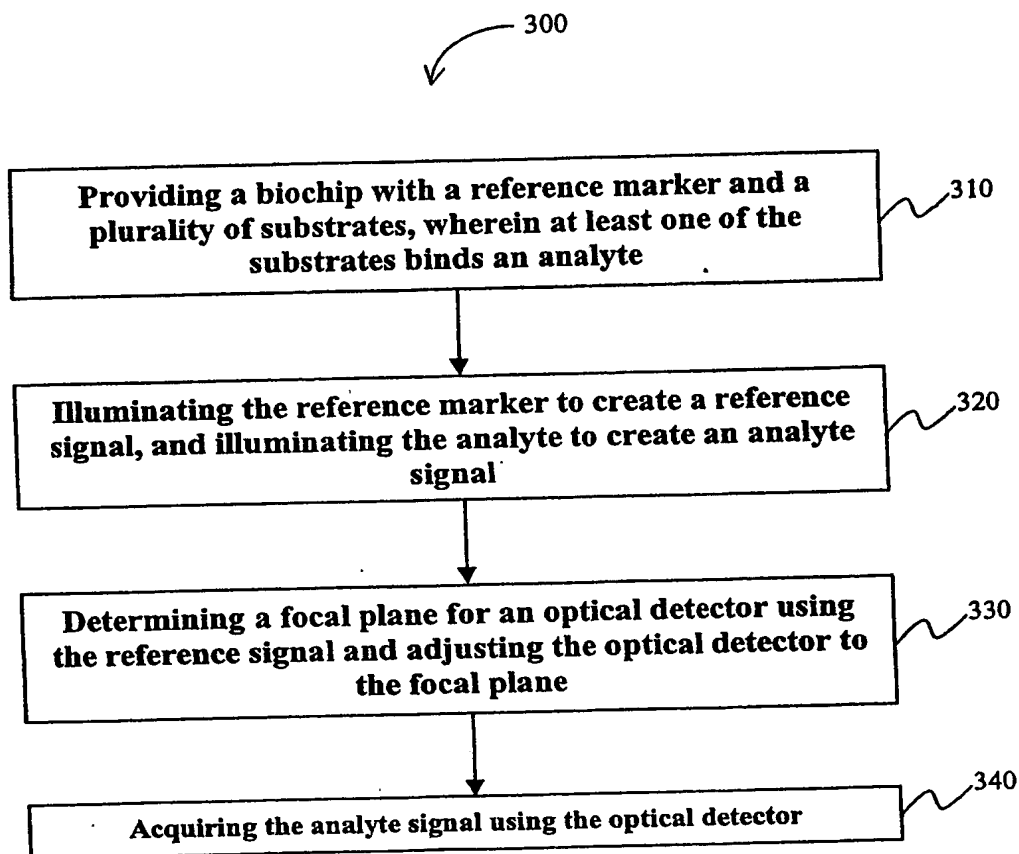 300
Providing a biochip with a reference marker and a
plurality of substrates, wherein at least one of the
substrates binds an analyte
310
Illuminating the reference marker to create a reference
signal, and illuminating the analyte to create an analyte
signal
320
Determining a focal plane for an optical detector using
the reference signal and adjusting the optical detector to
the focal plane
330
Acquiring the analyte signal using the optical detector
340